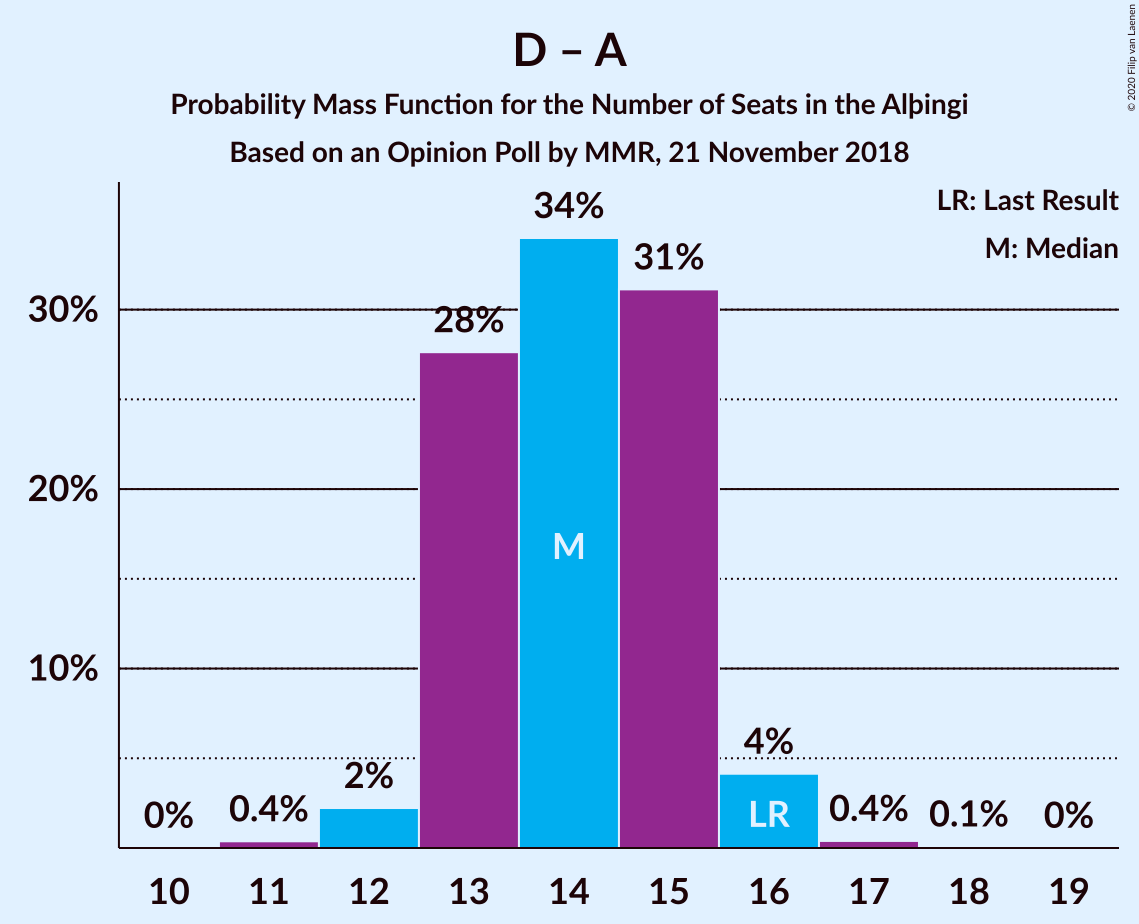 D – A
Probability Mass Function for the Number of Seats in the Alþingi
Based on an Opinion Poll by MMR, 21 November 2018
© 2020 Filip van Laenen
LR: Last Result
M: Median
34%
31%
30%
28%
20%
M
10%
4%
2%
0%
0.4%
LR
0.4%
0.1%
0%
10 11 12 13 14 15 16 17 18 19